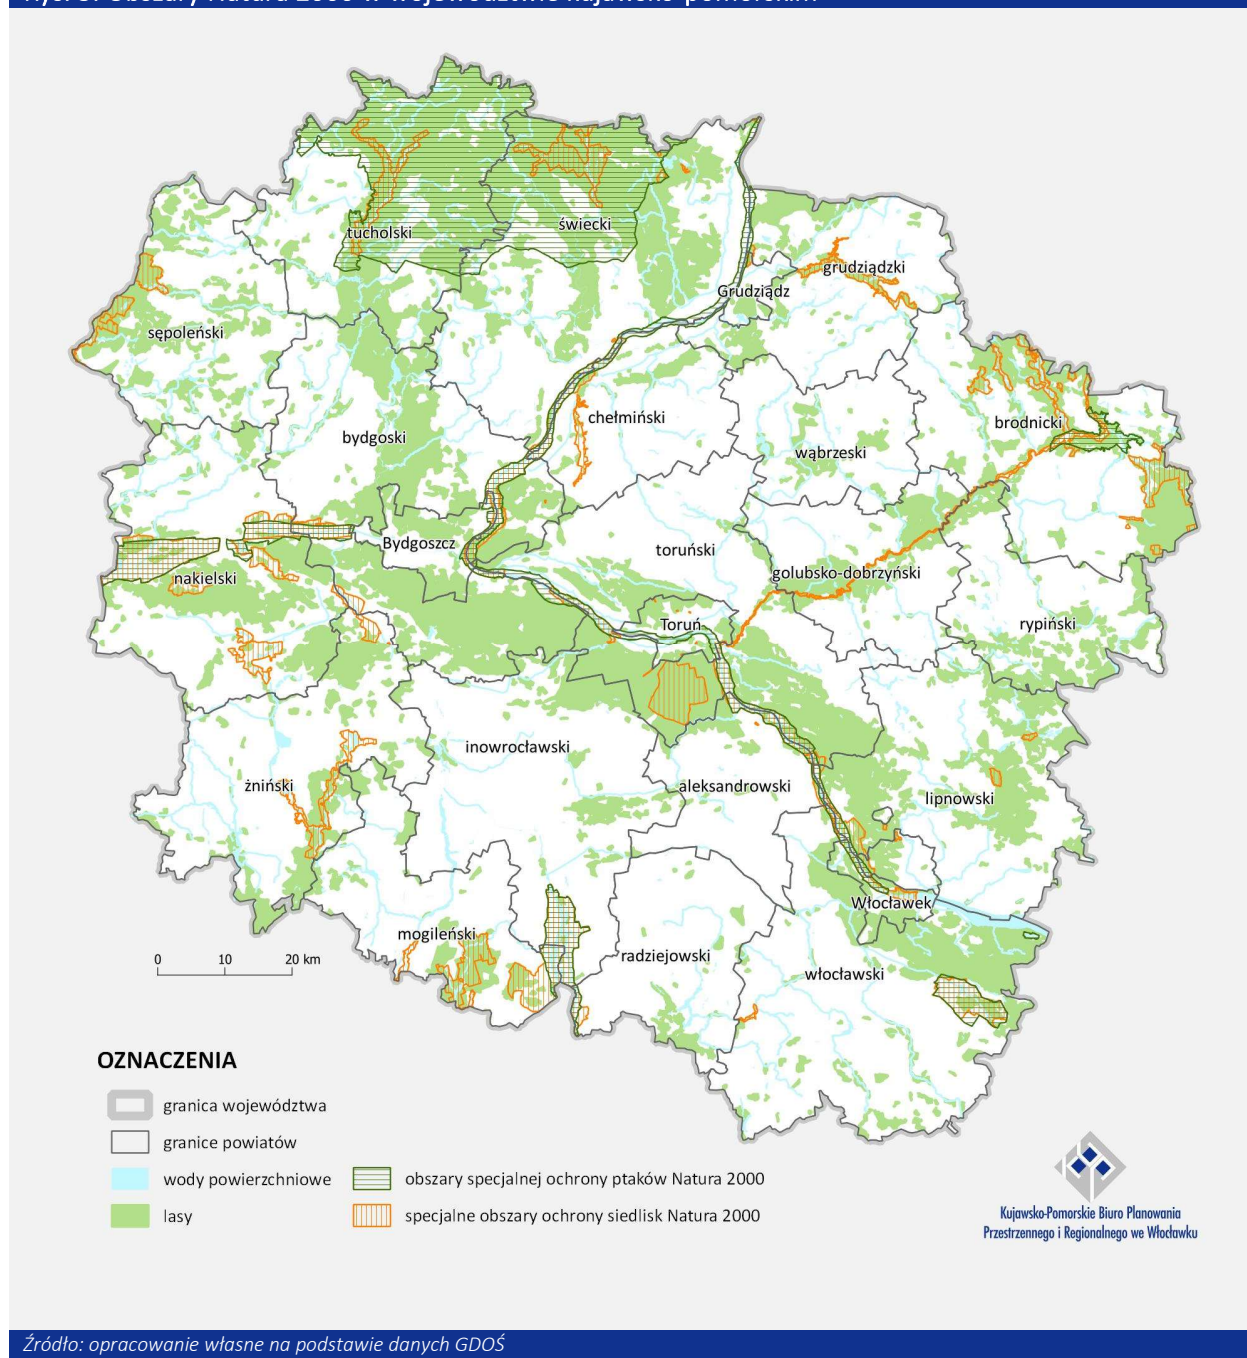 tucholski
świecki
grudziądzki
Grudziądz
sępoleński
chełmiński
brodnicki
bydgoski
wąbrzeski
Bydgoszcz
toruński
nakielski
golubsko-dobrzyński
Toruń
rypiński
inowrocławski
żniński
aleksandrowski
lipnowski
Włocławek
mogileński
radziejowski
włocławski
0 10 20 km
OZNACZENIA
granica województwa
granice powiatów
wody powierzchniowe
lasy
obszary specjalnej ochrony ptaków Natura 2000
specjalne obszary ochrony siedlisk Natura 2000
Kujawsko-Pomorskie Biuro Planowania
Przestrzennego i Regionalnego we Włocławku
Źródło: opracowanie własne na podstawie danych GDOŚ